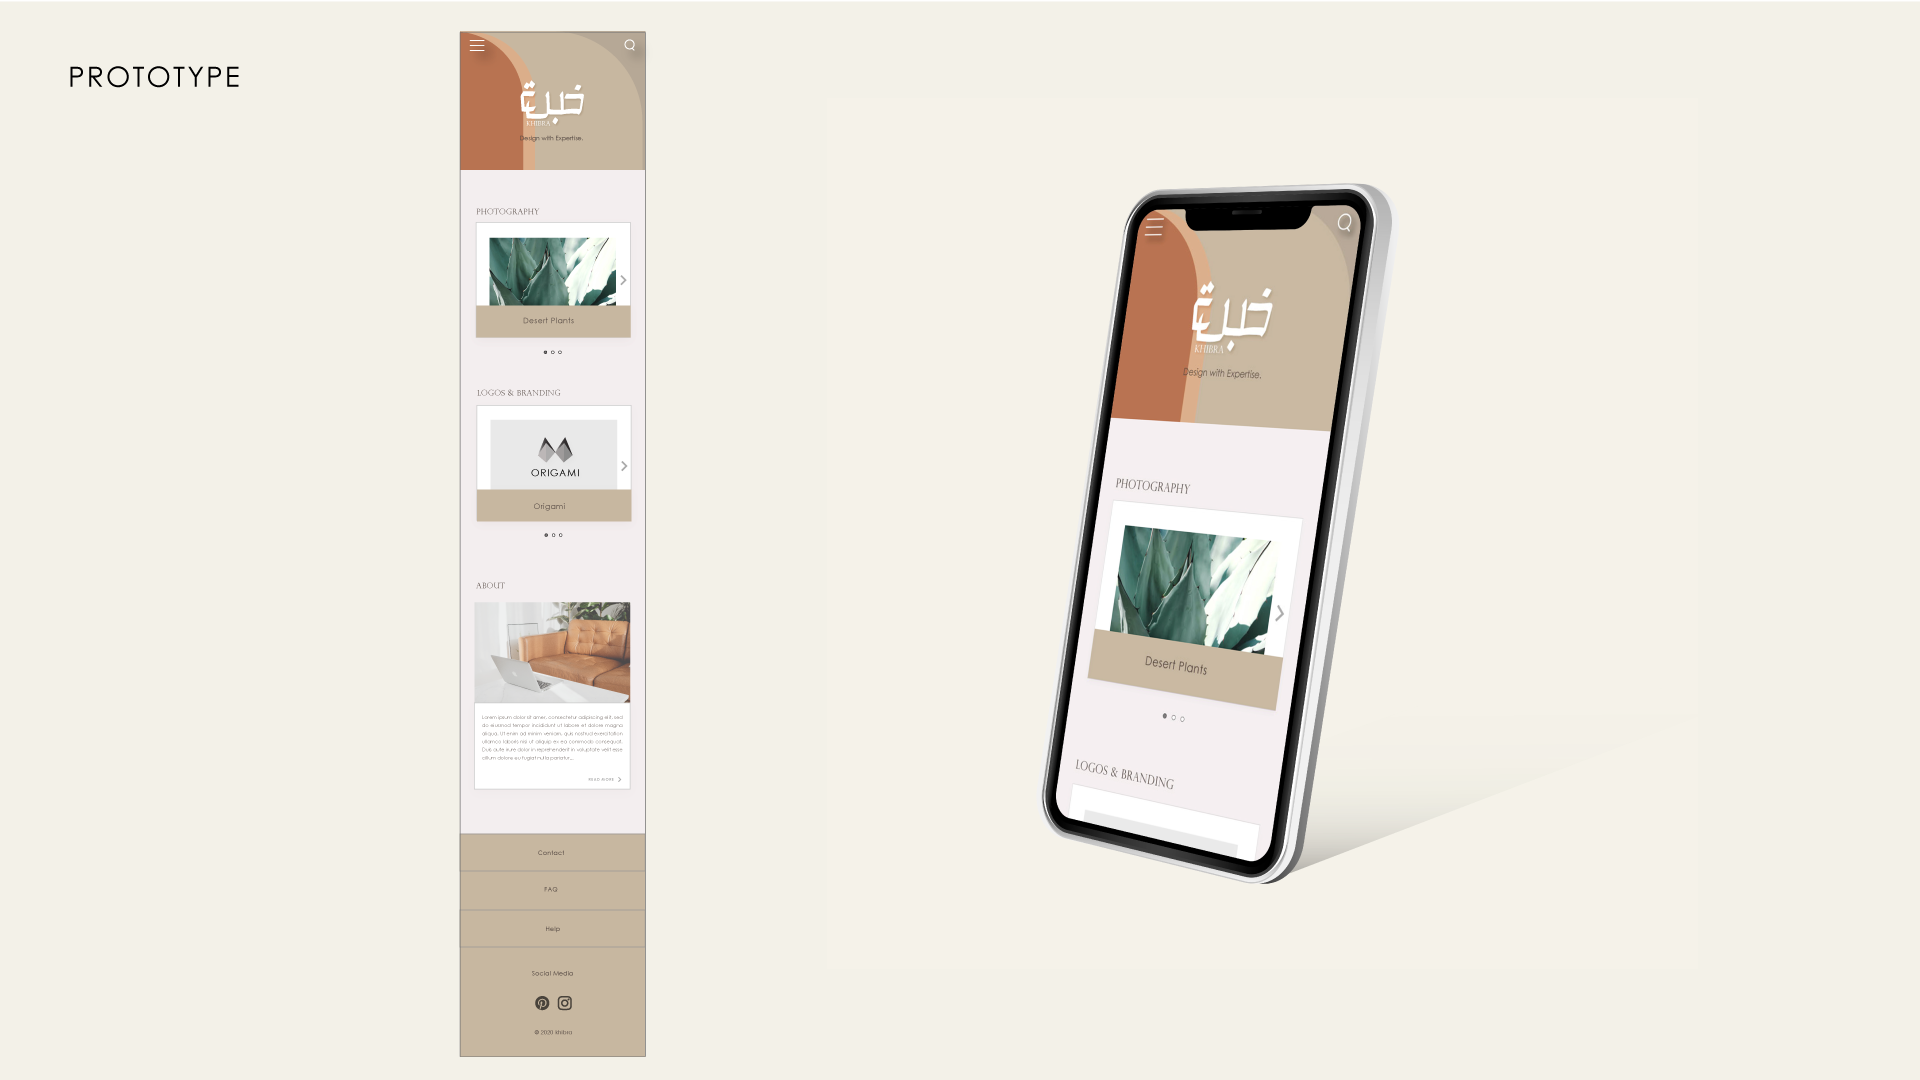 PROTOTYPE
خبرة
KHIBRA
Design with Expertise.
PHOTOGRAPHY
Desert Plants
LOGOS & BRANDING
ORIGAMI
Origami
ABOUT
Lorem ipsum dolor sit amet, consectetur adipiscing elit, sed
do eiusmod tempor incididunt ut labore et dolore magna
aliqua. Ut enim ad minim veniam, quis nostrud exercitation
ullamco laboris nisi ut aliquip ex ea commodo consequat.
Duis aute irure dolor in reprehenderit in voluptate velit esse
cillum dolore eu fugiat nulla pariatur...
READ MORE
Contact
FAQ
Help
Social Media
© 2020 khibra
خبرة
KHIBRA
Design with Expertise.
PHOTOGRAPHY
Desert Plants
LOGOS & BRANDING